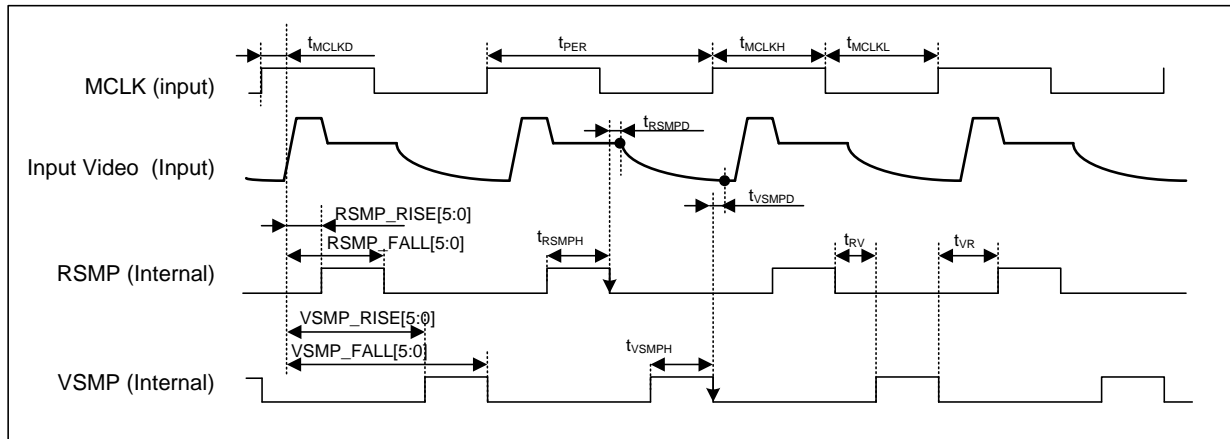 tMCLKD
tPER
tMCLKH
tMCLKL
MCLK (input)
tRSMPD
Input Video (Input)
tVSMPD
RSMP_RISE[5:0]
RSMP_FALL[5:0]
tRSMPH
tRV
tVR
RSMP (Internal)
VSMP_RISE[5:0]
VSMP_FALL[5:0]
tVSMPH
VSMP (Internal)